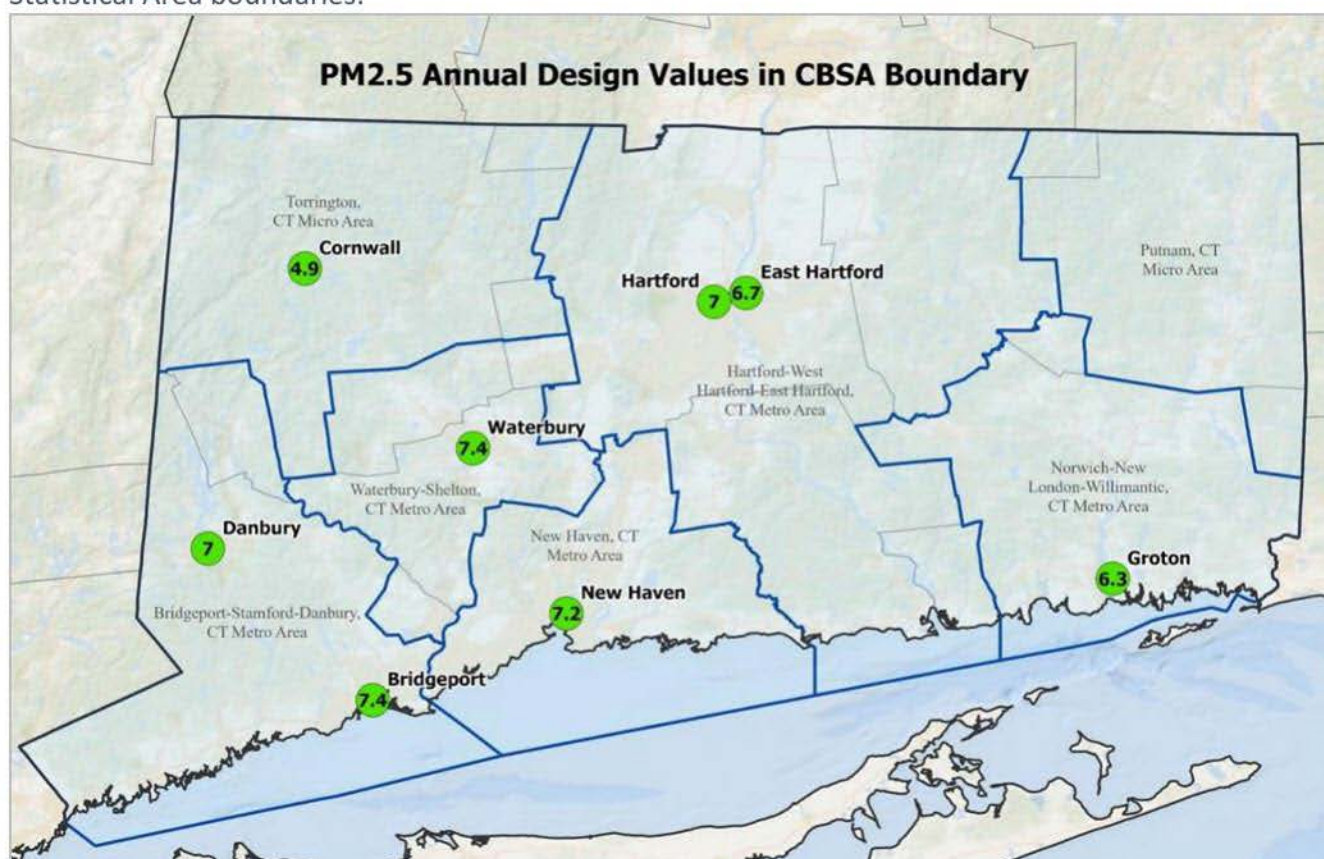 Statistical Area boundaries.
PM2.5 Annual Design Values in CBSA Boundary
Torrington,
CT Micro Area
Cornwall
4.9
Putnam, CT
Micro Area
Hartford
7
East Hartford
6.7
Hartford-West
Hartford-East Hartford,
CT Metro Area
Waterbury
7.4
Waterbury-Shelton,
CT Metro Area
Norwich-New
London-Willimantic,
CT Metro Area
Danbury
7
New Haven, CT
Metro Area
Groton
6.3
New Haven
7.2
Bridgeport-Stamford-Danbury,
CT Metro Area
Bridgeport
7.4